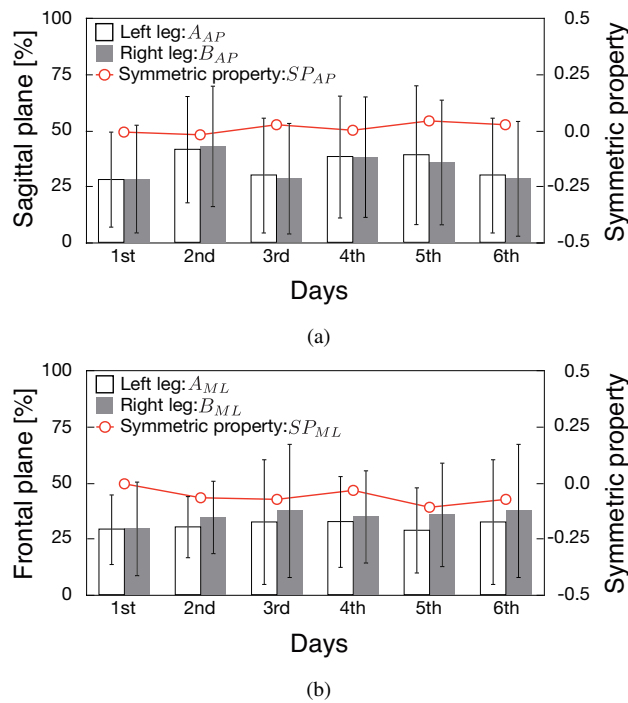 100
75
50
25
0
Sagittal plane [%]
Left leg: A_AP
Right leg: B_AP
Symmetric property: SP_AP
0.5
0.25
0.0
-0.25
-0.5
Symmetric property
1st 2nd 3rd 4th 5th 6th
Days
(a)
100
75
50
25
0
Frontal plane [%]
Left leg: A_ML
Right leg: B_ML
Symmetric property: SP_ML
0.5
0.25
0.0
-0.25
-0.5
Symmetric property
1st 2nd 3rd 4th 5th 6th
Days
(b)